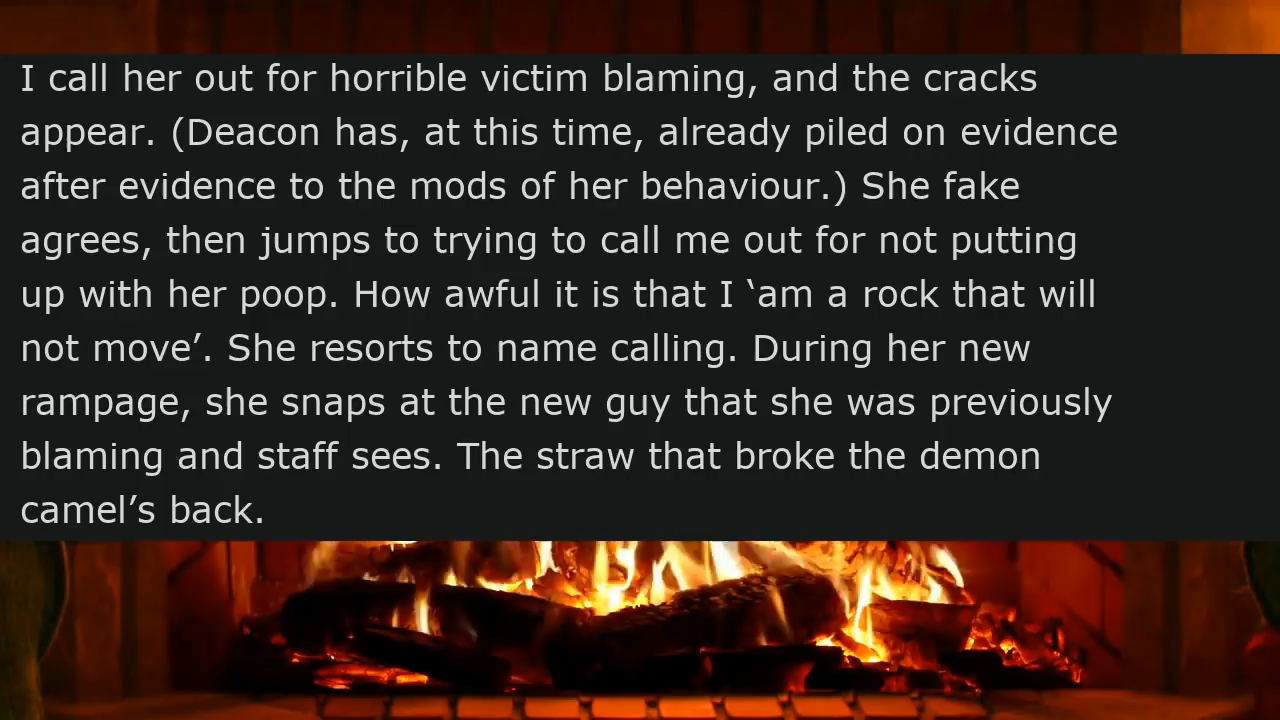 I call her out for horrible victim blaming, and the cracks
appear. (Deacon has, at this time, already piled on evidence
after evidence to the mods of her behaviour.) She fake
agrees, then jumps to trying to call me out for not putting
up with her poop. How awful it is that I ‘am a rock that will
not move’. She resorts to name calling. During her new
rampage, she snaps at the new guy that she was previously
blaming and staff sees. The straw that broke the demon
camel’s back.